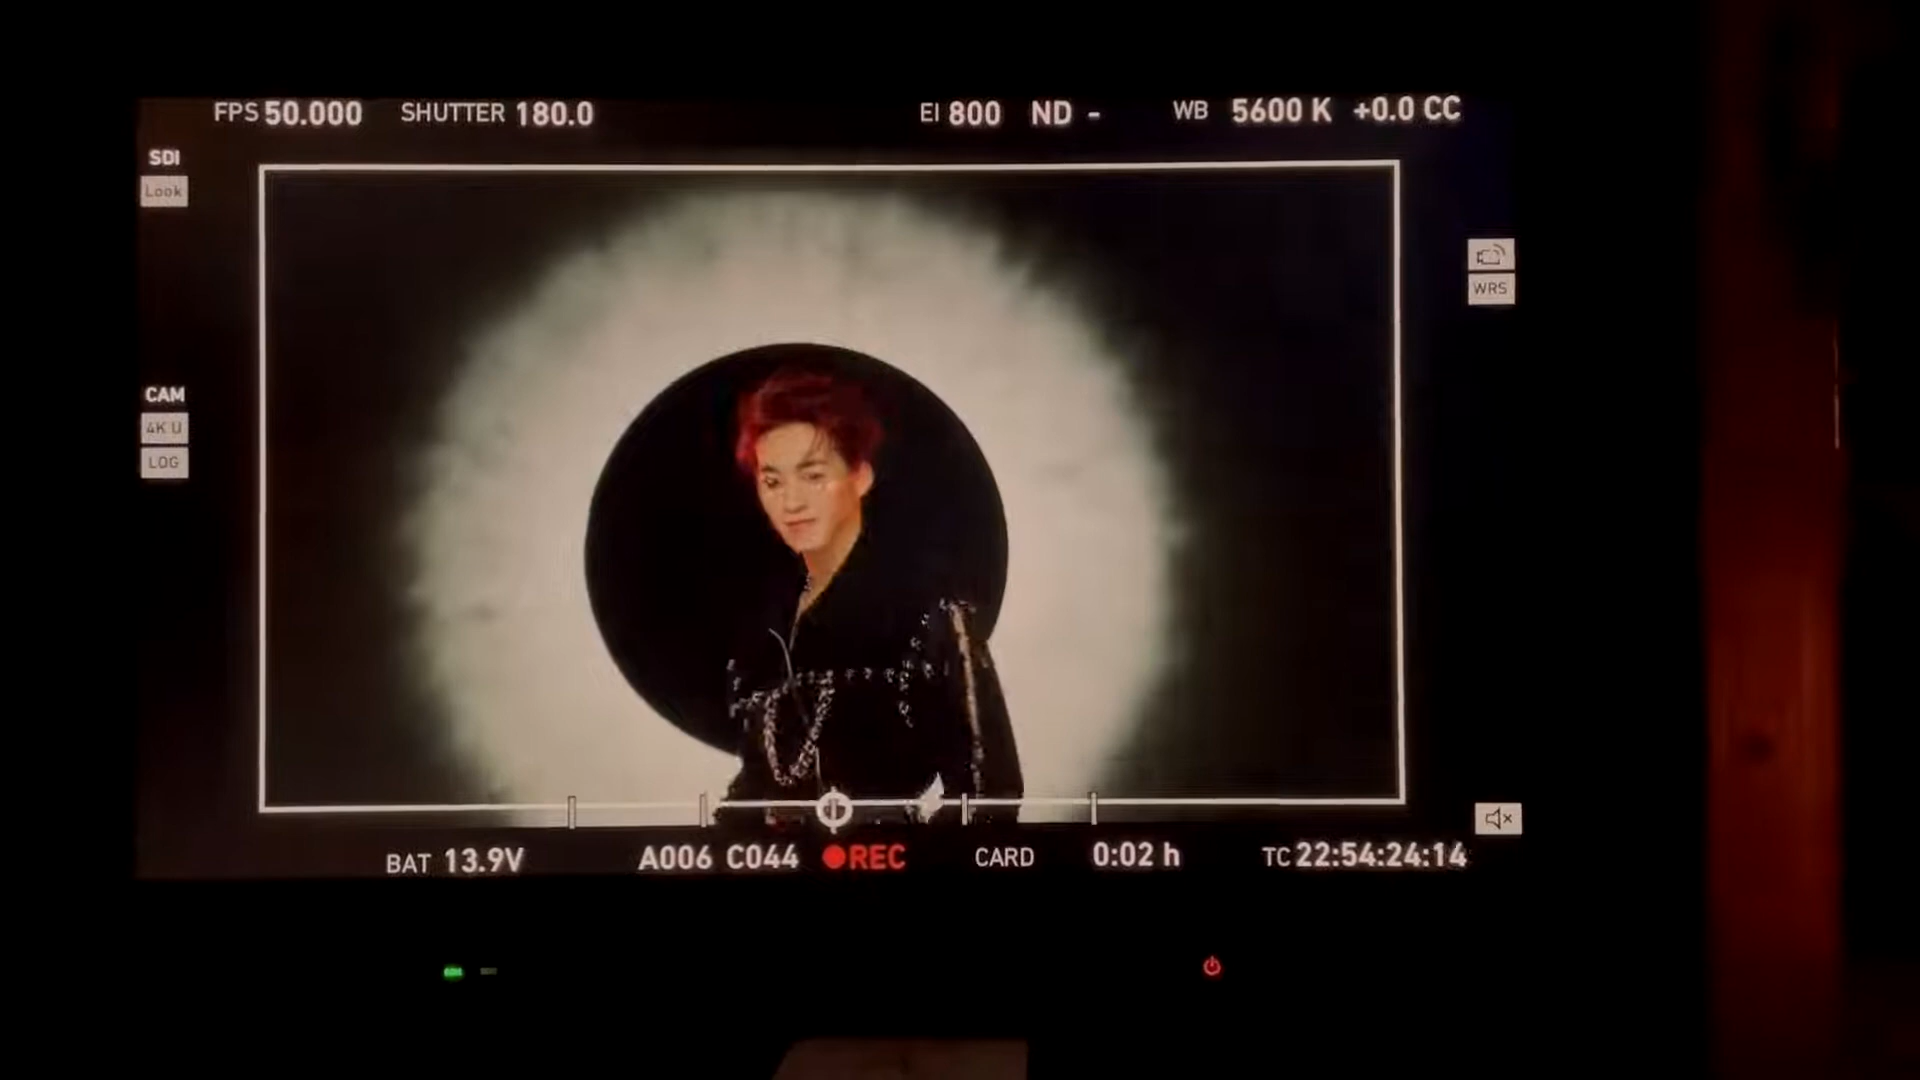 FPS 50.000 SHUTTER 180.0 EI 800 ND - WB 5600 K +0.0 CC
SDI
Look
WRS
CAM
4K U
LOG
BAT 13.9V A006 C044 REC CARD 0:02 h TC 22:54:24:14